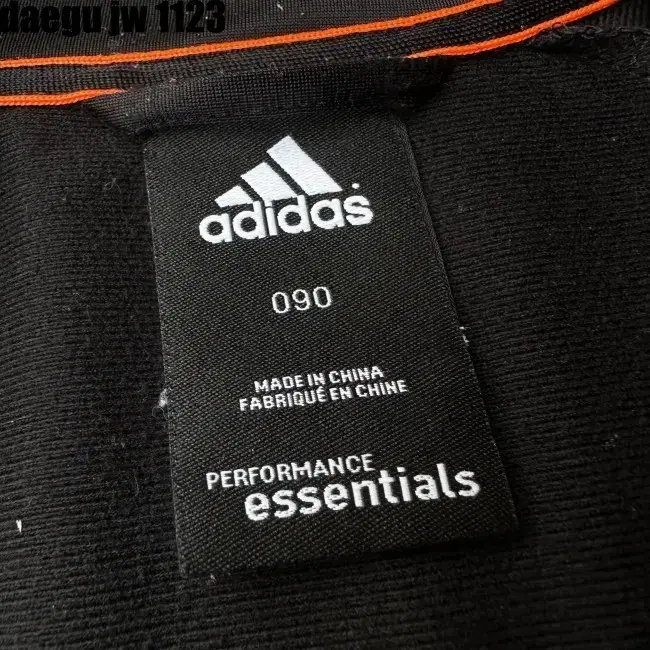 daegu jw 1123
adidas
090
MADE IN CHINA
FABRIQUÉ EN CHINE
PERFORMANCE
essentials